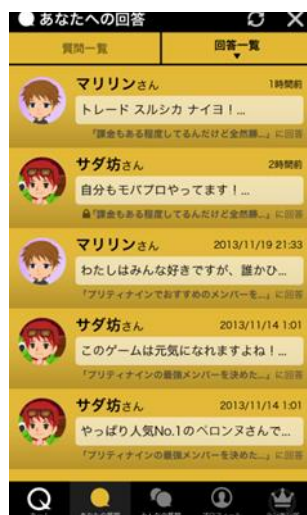 あなたへの回答
質問一覧
回答一覧
マリリンさん
1時間前
トレード スルシカ ナイヨ！...
「課金もある程度してるんだけど全然勝...」に回答
サダ坊さん
2時間前
自分もモバプロやってます！...
「課金もある程度してるんだけど全然勝...」に回答
マリリンさん
2013/11/19 21:33
わたしはみんな好きですが、誰かひ...
「プリティナインでおすすめのメンバーを...」に回答
サダ坊さん
2013/11/14 1:01
このゲームは元気になれますよね！...
「プリティナインの最強メンバーを決めた...」に回答
サダ坊さん
2013/11/14 1:01
やっぱり人気No.1のベロンヌさんで...
「プリティナインの最強メンバーを決めた...」に回答